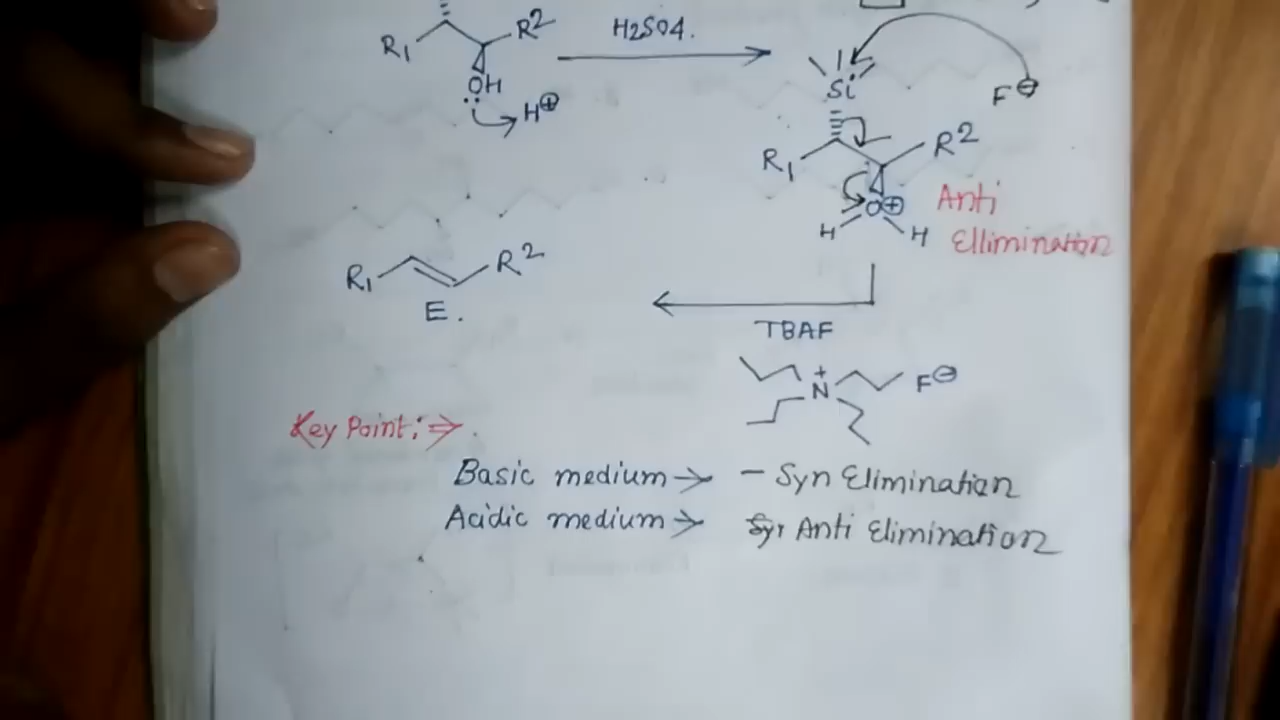 R1 R2 H2SO4.
OH
H⊕
Si F⊖
R1 R2
O⊕ Anti
H H Ellimination
R1 R2
E.
TBAF
+
N F⊖
Key Point:⇒.
Basic medium → - Syn Elimination
Acidic medium → Anti Elimination